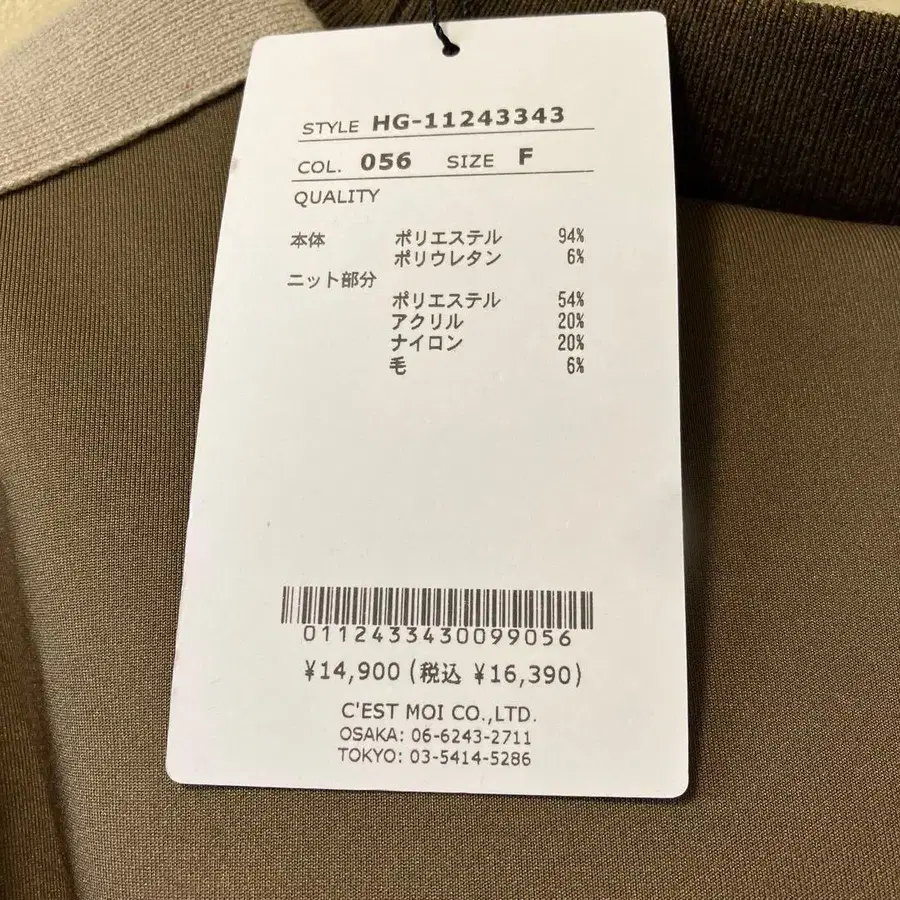 STYLE HG-11243343
COL. 056 SIZE F
QUALITY
本体 ポリエステル 94%
ポリウレタン 6%
ニット部分
ポリエステル 54%
アクリル 20%
ナイロン 20%
毛 6%
0112433430099056
¥14,900 (税込 ¥16,390)
C'EST MOI CO.,LTD.
OSAKA: 06-6243-2711
TOKYO: 03-5414-5286